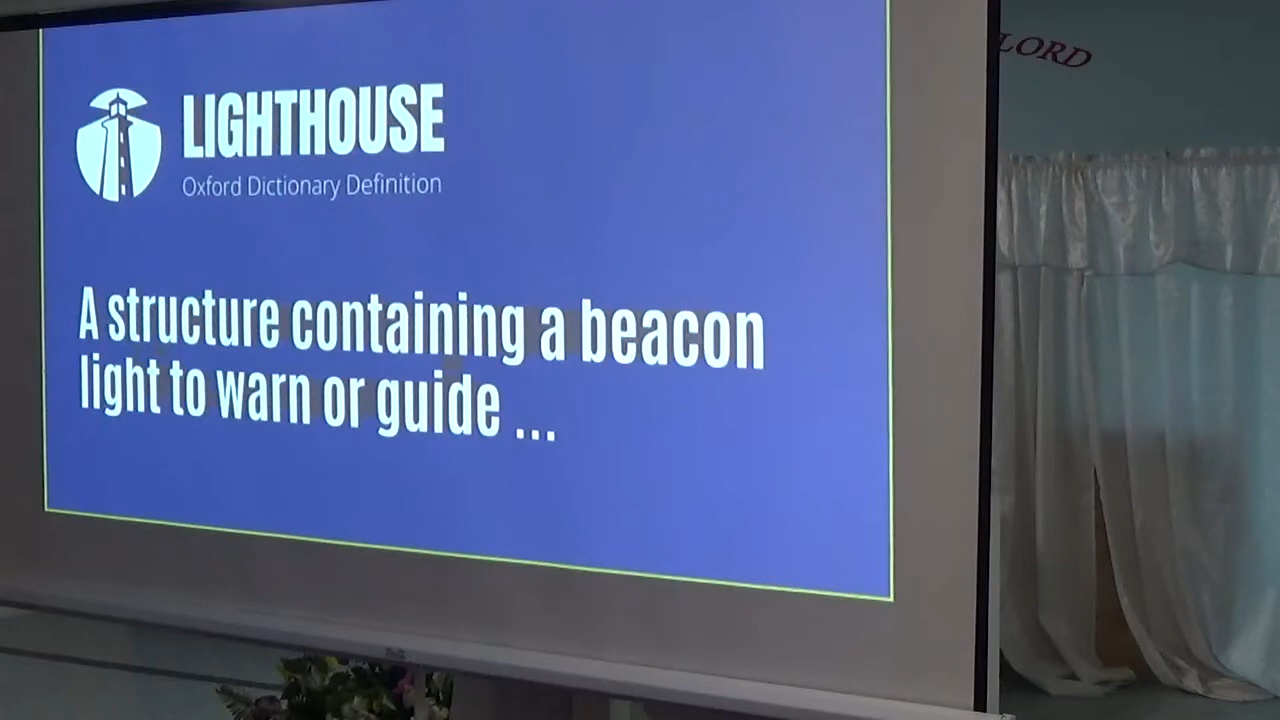 LIGHTHOUSE
Oxford Dictionary Definition
A structure containing a beacon
light to warn or guide ...
LORD